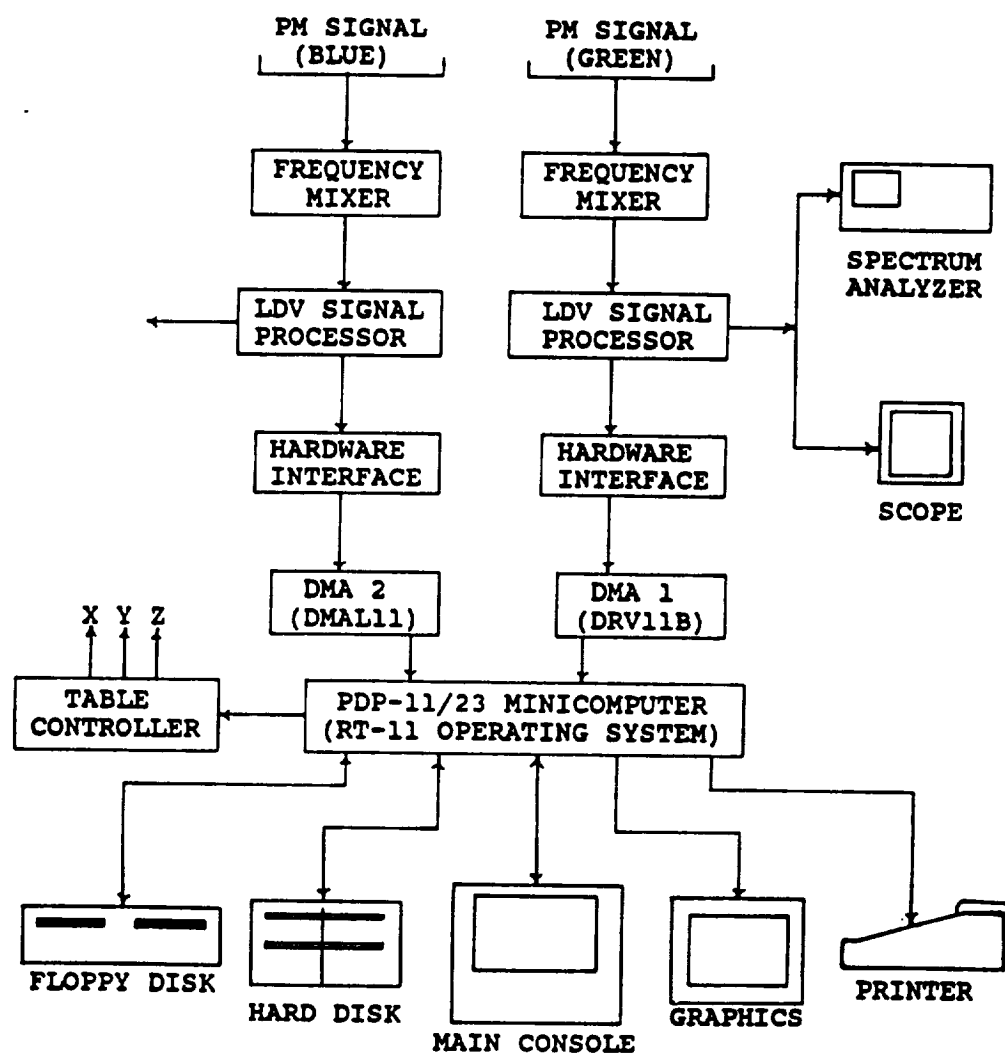 PM SIGNAL
(BLUE)
PM SIGNAL
(GREEN)
FREQUENCY
MIXER
FREQUENCY
MIXER
SPECTRUM
ANALYZER
LDV SIGNAL
PROCESSOR
LDV SIGNAL
PROCESSOR
HARDWARE
INTERFACE
HARDWARE
INTERFACE
SCOPE
DMA 2
(DMAL11)
DMA 1
(DRV11B)
X Y Z
TABLE
CONTROLLER
PDP-11/23 MINICOMPUTER
(RT-11 OPERATING SYSTEM)
FLOPPY DISK
HARD DISK
MAIN CONSOLE
GRAPHICS
PRINTER